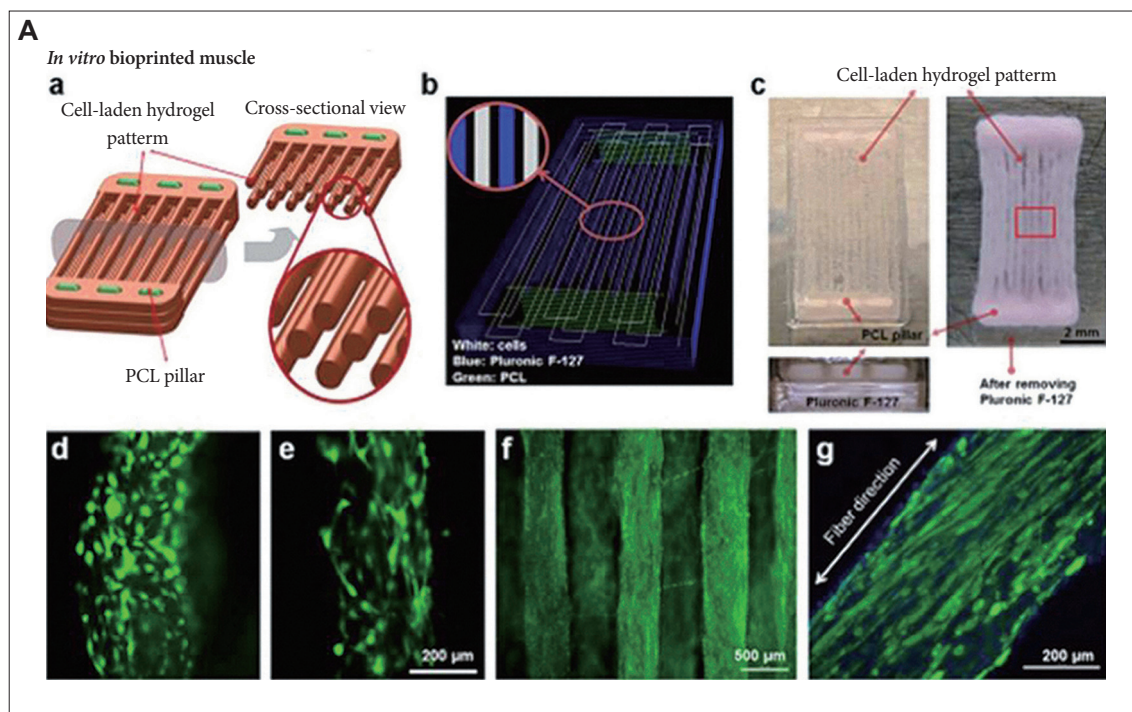 A
In vitro bioprinted muscle
a
Cell-laden hydrogel
patterm
Cross-sectional view
PCL pillar
b
White: cells
Blue: Pluronic F-127
Green: PCL
c
Cell-laden hydrogel patterm
PCL pillar
2 mm
Pluronic F-127
After removing
Pluronic F-127
d
e
200 µm
f
500 µm
g
Fiber direction
200 µm